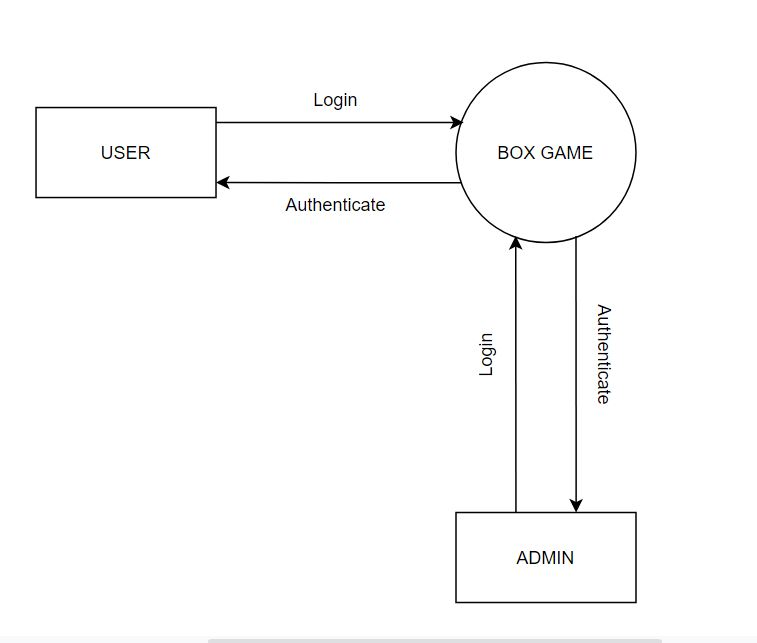 Login
USER
BOX GAME
Authenticate
Login
Authenticate
ADMIN